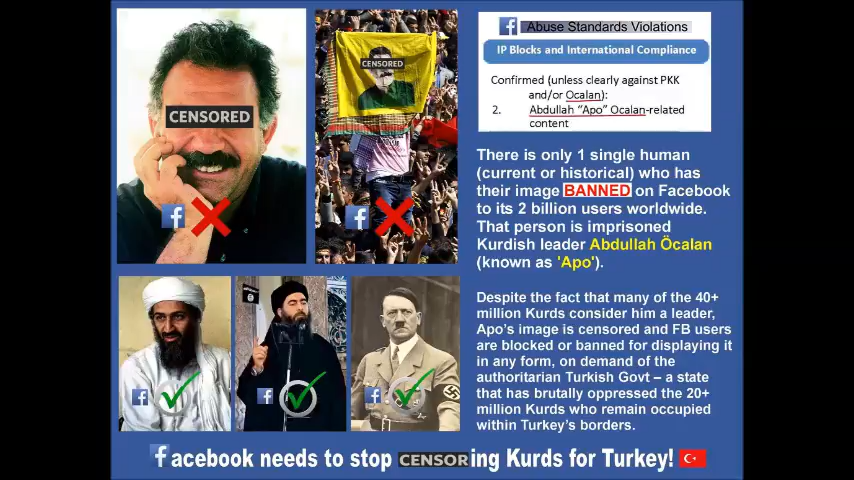 CENSORED
CENSORED
f Abuse Standards Violations
IP Blocks and International Compliance
Confirmed (unless clearly against PKK
and/or Ocalan):
2. Abdullah “Apo” Ocalan-related
content
There is only 1 single human
(current or historical) who has
their image BANNED on Facebook
to its 2 billion users worldwide.
That person is imprisoned
Kurdish leader Abdullah Öcalan
(known as 'Apo').
Despite the fact that many of the 40+
million Kurds consider him a leader,
Apo’s image is censored and FB users
are blocked or banned for displaying it
in any form, on demand of the
authoritarian Turkish Govt – a state
that has brutally oppressed the 20+
million Kurds who remain occupied
within Turkey’s borders.
f
f
f
f
f
facebook needs to stop CENSORing Kurds for Turkey!